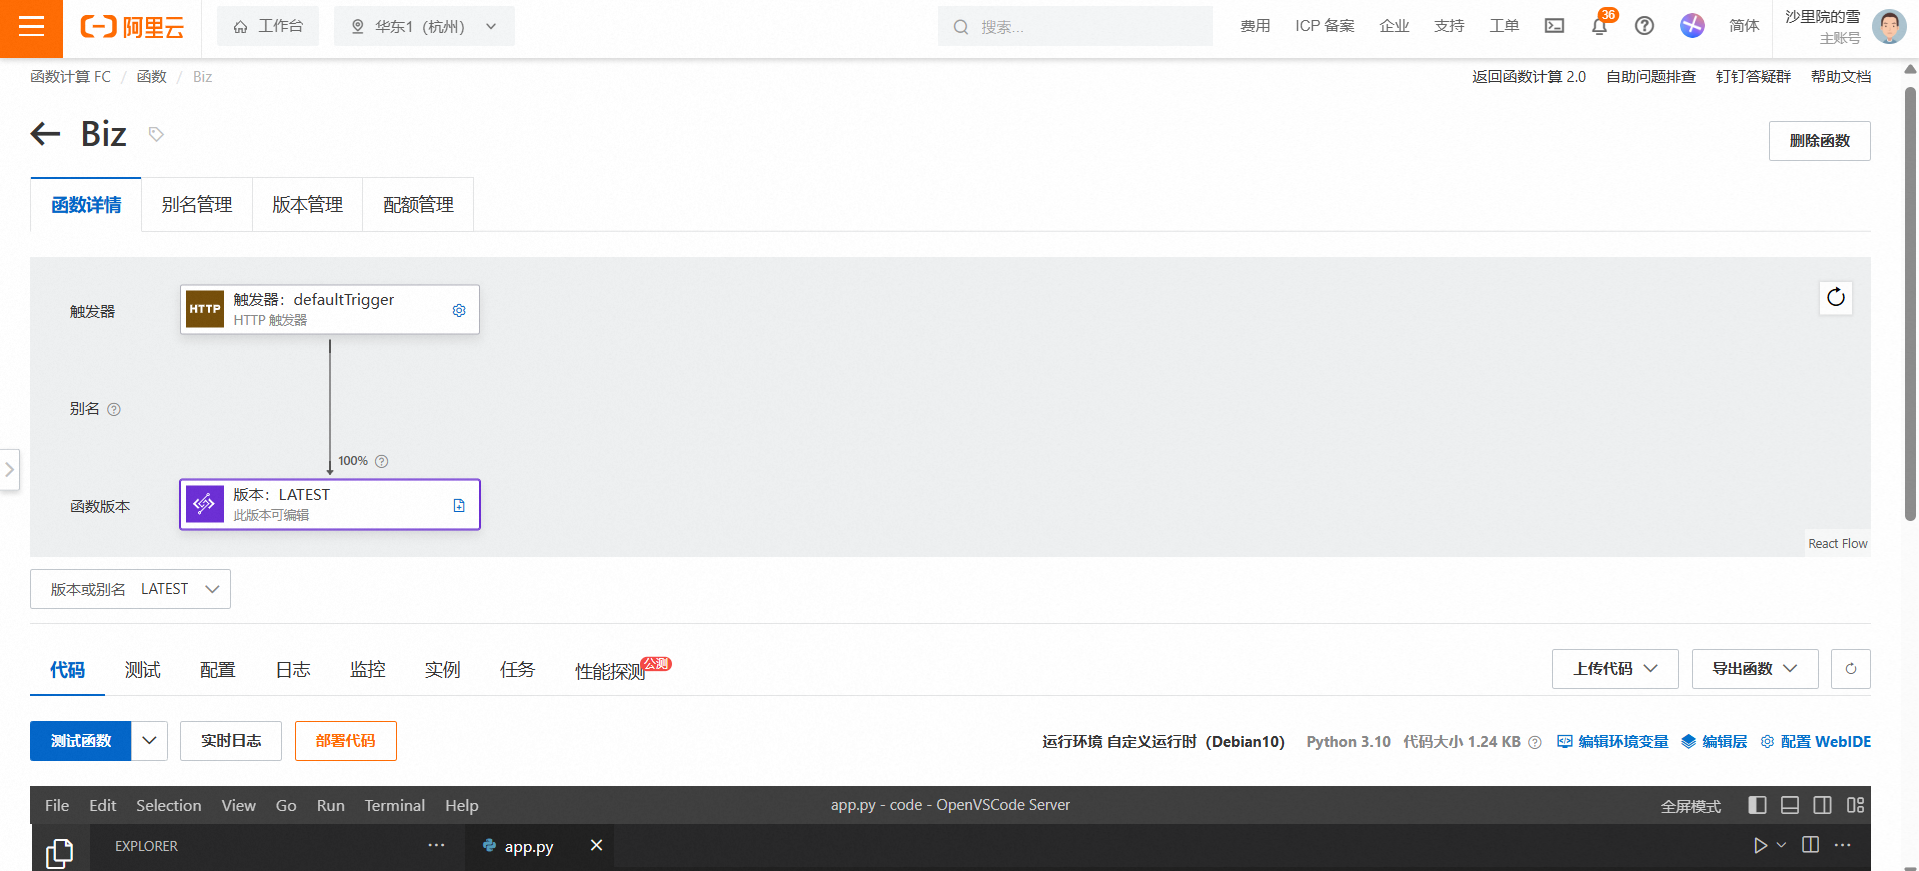 阿里云
工作台
华东1（杭州）
搜索...
费用
ICP 备案
企业
支持
工单
36
简体
沙里院的雪
主账号
函数计算 FC / 函数 / Biz
返回函数计算 2.0
自助问题排查
钉钉答疑群
帮助文档
Biz
删除函数
函数详情
别名管理
版本管理
配额管理
触发器
HTTP
触发器：defaultTrigger
HTTP 触发器
别名
100%
函数版本
版本：LATEST
此版本可编辑
React Flow
版本或别名 LATEST
代码
测试
配置
日志
监控
实例
任务
性能探测
公测
上传代码
导出函数
测试函数
实时日志
部署代码
运行环境 自定义运行时（Debian10）
Python 3.10
代码大小 1.24 KB
编辑环境变量
编辑层
配置 WebIDE
File Edit Selection View Go Run Terminal Help
app.py - code - OpenVSCode Server
全屏模式
EXPLORER
app.py